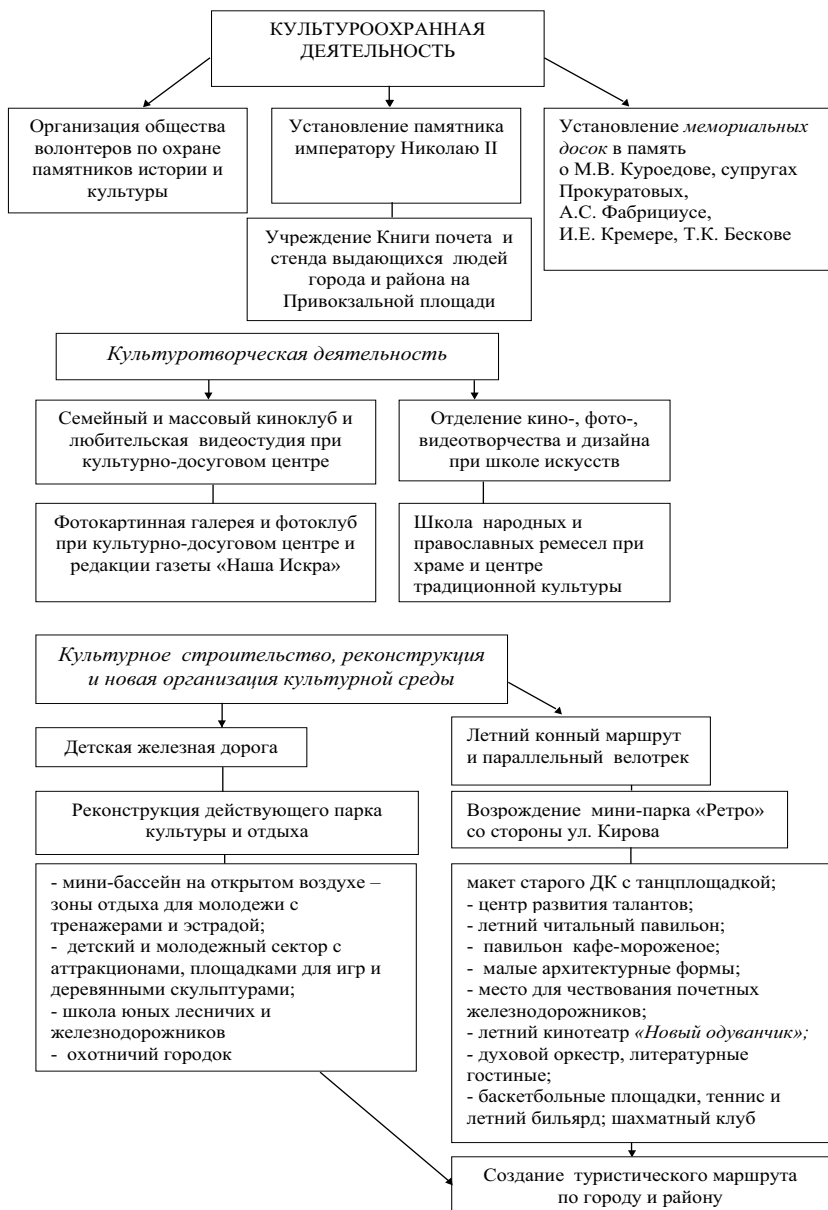 КУЛЬТУРООХРАННАЯ
ДЕЯТЕЛЬНОСТЬ
Организация общества
волонтеров по охране
памятников истории и
культуры
Установление памятника
императору Николаю II
Установление мемориальных
досок в память
о М.В. Куроедове, супругах
Прокуратовых,
А.С. Фабрициусе,
И.Е. Кремере, Т.К. Бескове
Учреждение Книги почета и
стенда выдающихся людей
города и района на
Привокзальной площади
Культуротворческая деятельность
Семейный и массовый киноклуб и
любительская видеостудия при
культурно-досуговом центре
Отделение кино-, фото-,
видеотворчества и дизайна
при школе искусств
Фотокартинная галерея и фотоклуб
при культурно-досуговом центре и
редакции газеты «Наша Искра»
Школа народных и
православных ремесел при
храме и центре
традиционной культуры
Культурное строительство, реконструкция
и новая организация культурной среды
Детская железная дорога
Летний конный маршрут
и параллельный велотрек
Реконструкция действующего парка
культуры и отдыха
Возрождение мини-парка «Ретро»
со стороны ул. Кирова
- мини-бассейн на открытом воздухе –
зоны отдыха для молодежи с
тренажерами и эстрадой;
- детский и молодежный сектор с
аттракционами, площадками для игр и
деревянными скульптурами;
- школа юных лесничих и
железнодорожников
- охотничий городок
макет старого ДК с танцплощадкой;
- центр развития талантов;
- летний читальный павильон;
- павильон кафе-мороженое;
- малые архитектурные формы;
- место для чествования почетных
железнодорожников;
- летний кинотеатр «Новый одуванчик»;
- духовой оркестр, литературные
гостиные;
- баскетбольные площадки, теннис и
летний бильярд; шахматный клуб
Создание туристического маршрута
по городу и району